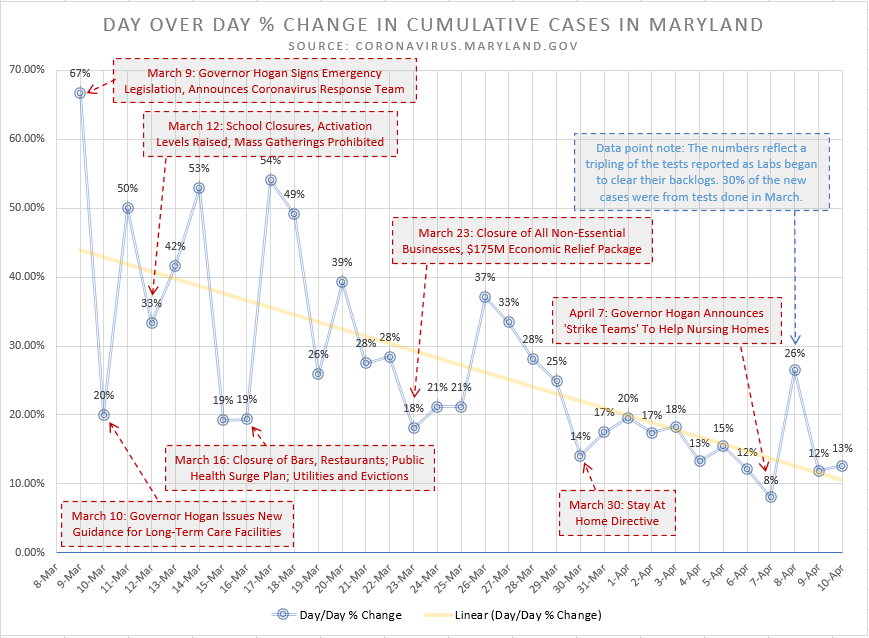 DAY OVER DAY % CHANGE IN CUMULATIVE CASES IN MARYLAND
SOURCE: CORONAVIRUS.MARYLAND.GOV
70.00%
60.00%
50.00%
40.00%
30.00%
20.00%
10.00%
0.00%
67%
20%
50%
33%
42%
53%
19%
19%
54%
49%
26%
39%
28%
28%
18%
21%
21%
37%
33%
28%
25%
14%
17%
20%
17%
18%
13%
15%
12%
8%
26%
12%
13%
March 9: Governor Hogan Signs Emergency
Legislation, Announces Coronavirus Response Team
March 12: School Closures, Activation
Levels Raised, Mass Gatherings Prohibited
Data point note: The numbers reflect a
tripling of the tests reported as Labs began
to clear their backlogs. 30% of the new
cases were from tests done in March.
March 23: Closure of All Non-Essential
Businesses, $175M Economic Relief Package
April 7: Governor Hogan Announces
'Strike Teams' To Help Nursing Homes
March 16: Closure of Bars, Restaurants; Public
Health Surge Plan; Utilities and Evictions
March 10: Governor Hogan Issues New
Guidance for Long-Term Care Facilities
March 30: Stay At
Home Directive
8-Mar
9-Mar
10-Mar
11-Mar
12-Mar
13-Mar
14-Mar
15-Mar
16-Mar
17-Mar
18-Mar
19-Mar
20-Mar
21-Mar
22-Mar
23-Mar
24-Mar
25-Mar
26-Mar
27-Mar
28-Mar
29-Mar
30-Mar
31-Mar
1-Apr
2-Apr
3-Apr
4-Apr
5-Apr
6-Apr
7-Apr
8-Apr
9-Apr
10-Apr
Day/Day % Change
Linear (Day/Day % Change)